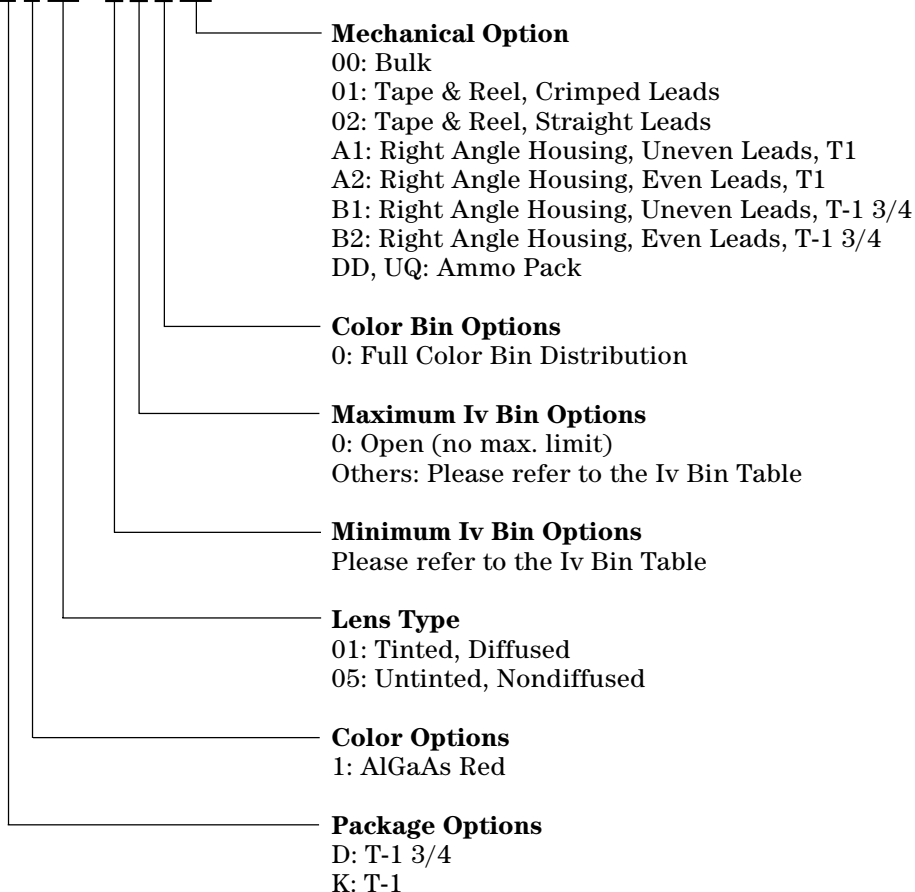 Mechanical Option
00: Bulk
01: Tape & Reel, Crimped Leads
02: Tape & Reel, Straight Leads
A1: Right Angle Housing, Uneven Leads, T1
A2: Right Angle Housing, Even Leads, T1
B1: Right Angle Housing, Uneven Leads, T-1 3/4
B2: Right Angle Housing, Even Leads, T-1 3/4
DD, UQ: Ammo Pack
Color Bin Options
0: Full Color Bin Distribution
Maximum Iv Bin Options
0: Open (no max. limit)
Others: Please refer to the Iv Bin Table
Minimum Iv Bin Options
Please refer to the Iv Bin Table
Lens Type
01: Tinted, Diffused
05: Untinted, Nondiffused
Color Options
1: AlGaAs Red
Package Options
D: T-1 3/4
K: T-1